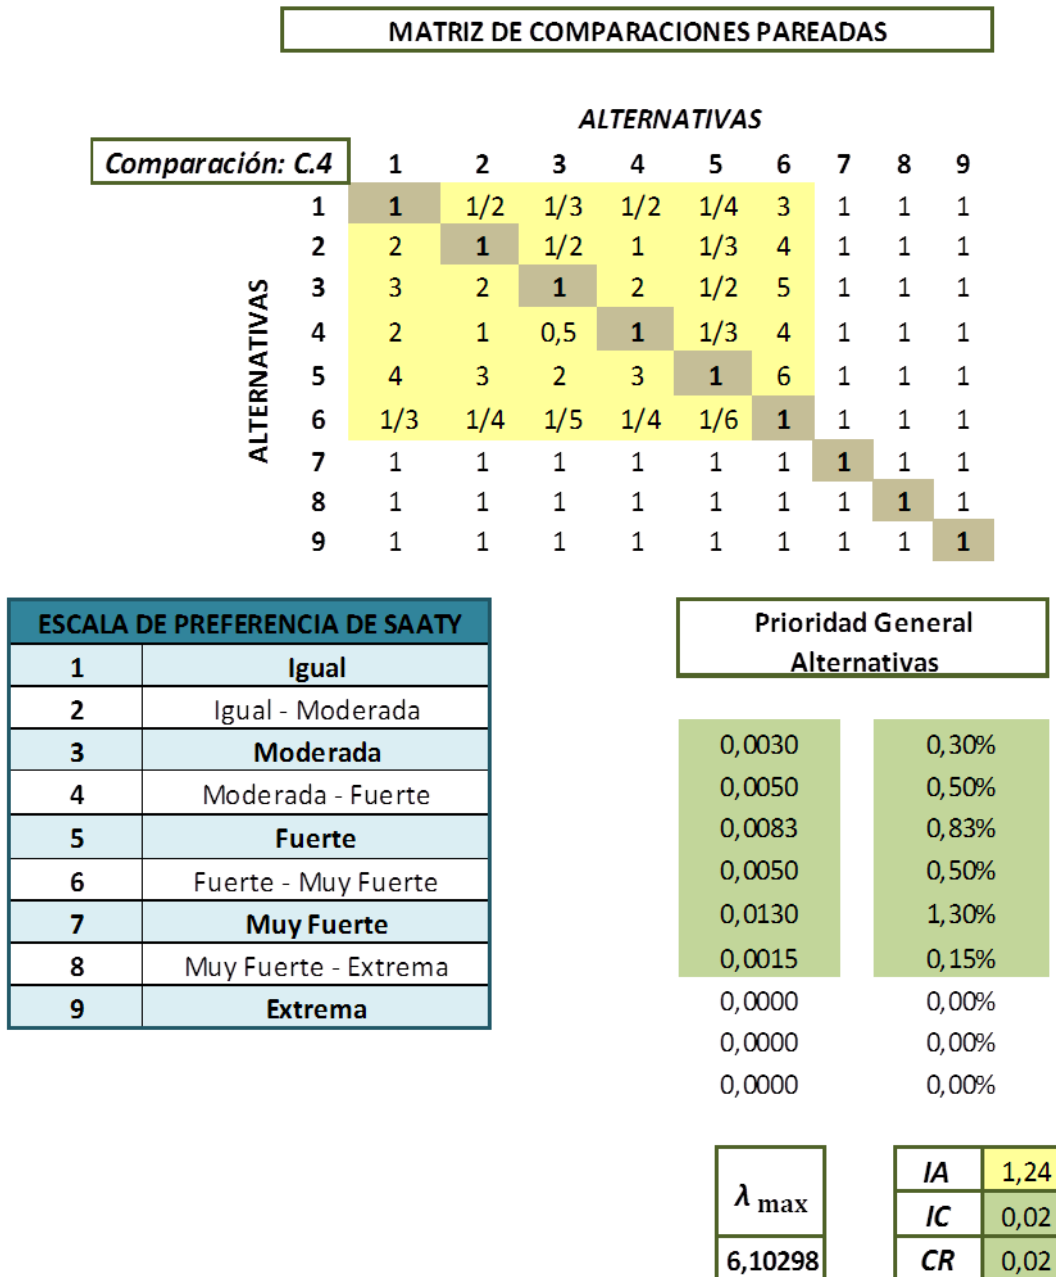 MATRIZ DE COMPARACIONES PAREADAS
ALTERNATIVAS
Comparación: C.4 1 2 3 4 5 6 7 8 9
ALTERNATIVAS
1 1 1/2 1/3 1/2 1/4 3 1 1 1
2 2 1 1/2 1 1/3 4 1 1 1
3 3 2 1 2 1/2 5 1 1 1
4 2 1 0,5 1 1/3 4 1 1 1
5 4 3 2 3 1 6 1 1 1
6 1/3 1/4 1/5 1/4 1/6 1 1 1 1
7 1 1 1 1 1 1 1 1 1
8 1 1 1 1 1 1 1 1 1
9 1 1 1 1 1 1 1 1 1
ESCALA DE PREFERENCIA DE SAATY
1 Igual
2 Igual - Moderada
3 Moderada
4 Moderada - Fuerte
5 Fuerte
6 Fuerte - Muy Fuerte
7 Muy Fuerte
8 Muy Fuerte - Extrema
9 Extrema
Prioridad General
Alternativas
0,0030 0,30%
0,0050 0,50%
0,0083 0,83%
0,0050 0,50%
0,0130 1,30%
0,0015 0,15%
0,0000 0,00%
0,0000 0,00%
0,0000 0,00%
λ max
6,10298
IA 1,24
IC 0,02
CR 0,02